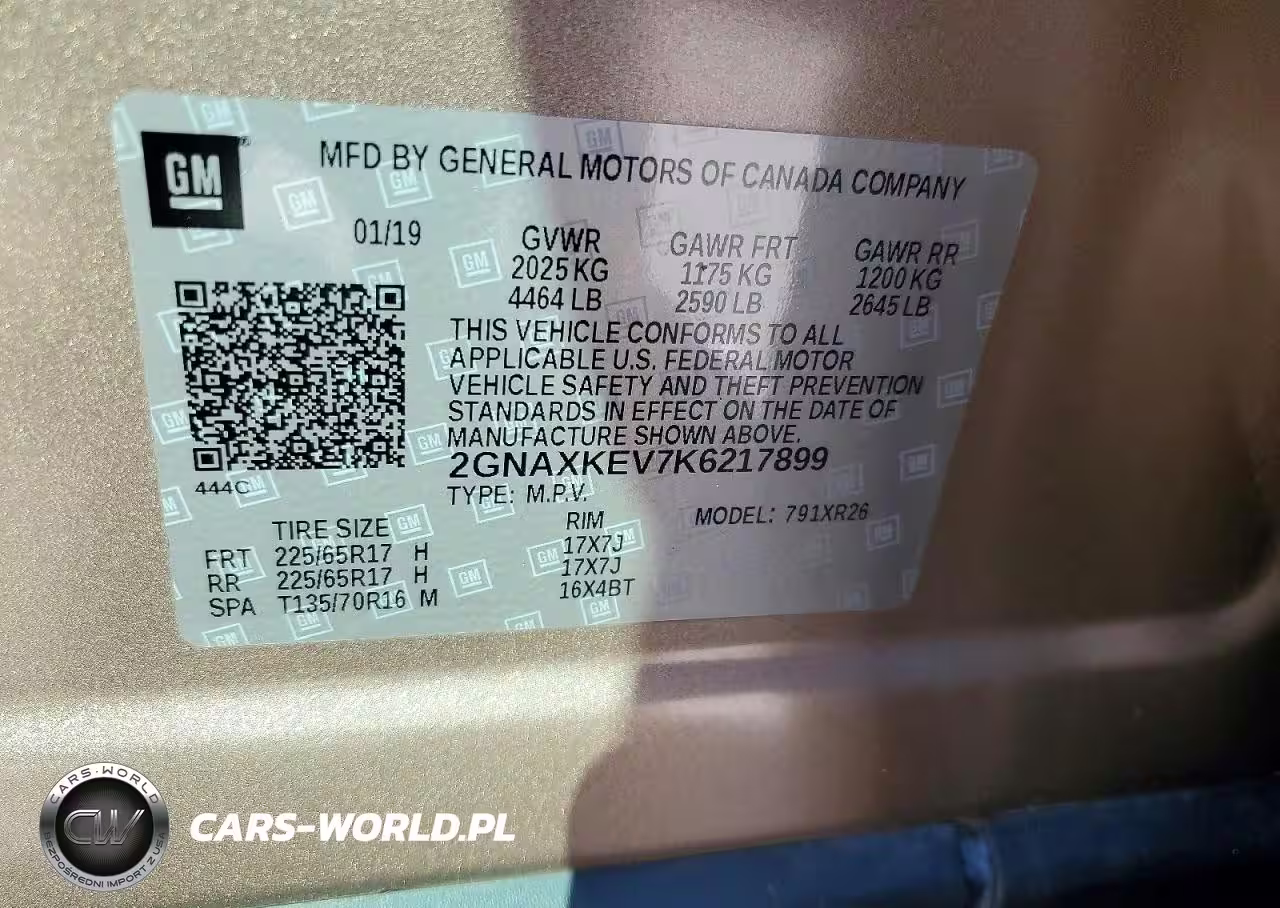 GM
MFD BY GENERAL MOTORS OF CANADA COMPANY
01/19
GVWR GAWR FRT GAWR RR
2025 KG 1175 KG 1200 KG
4464 LB 2590 LB 2645 LB
THIS VEHICLE CONFORMS TO ALL
APPLICABLE U.S. FEDERAL MOTOR
VEHICLE SAFETY AND THEFT PREVENTION
STANDARDS IN EFFECT ON THE DATE OF
MANUFACTURE SHOWN ABOVE.
2GNAXKEV7K6217899
444C
TYPE: M.P.V. MODEL: 791XR26
TIRE SIZE RIM
FRT 225/65R17 H 17X7J
RR 225/65R17 H 17X7J
SPA T135/70R16 M 16X4BT
CARS-WORLD
CW
BEZPOŚREDNI IMPORT Z USA
CARS-WORLD.PL